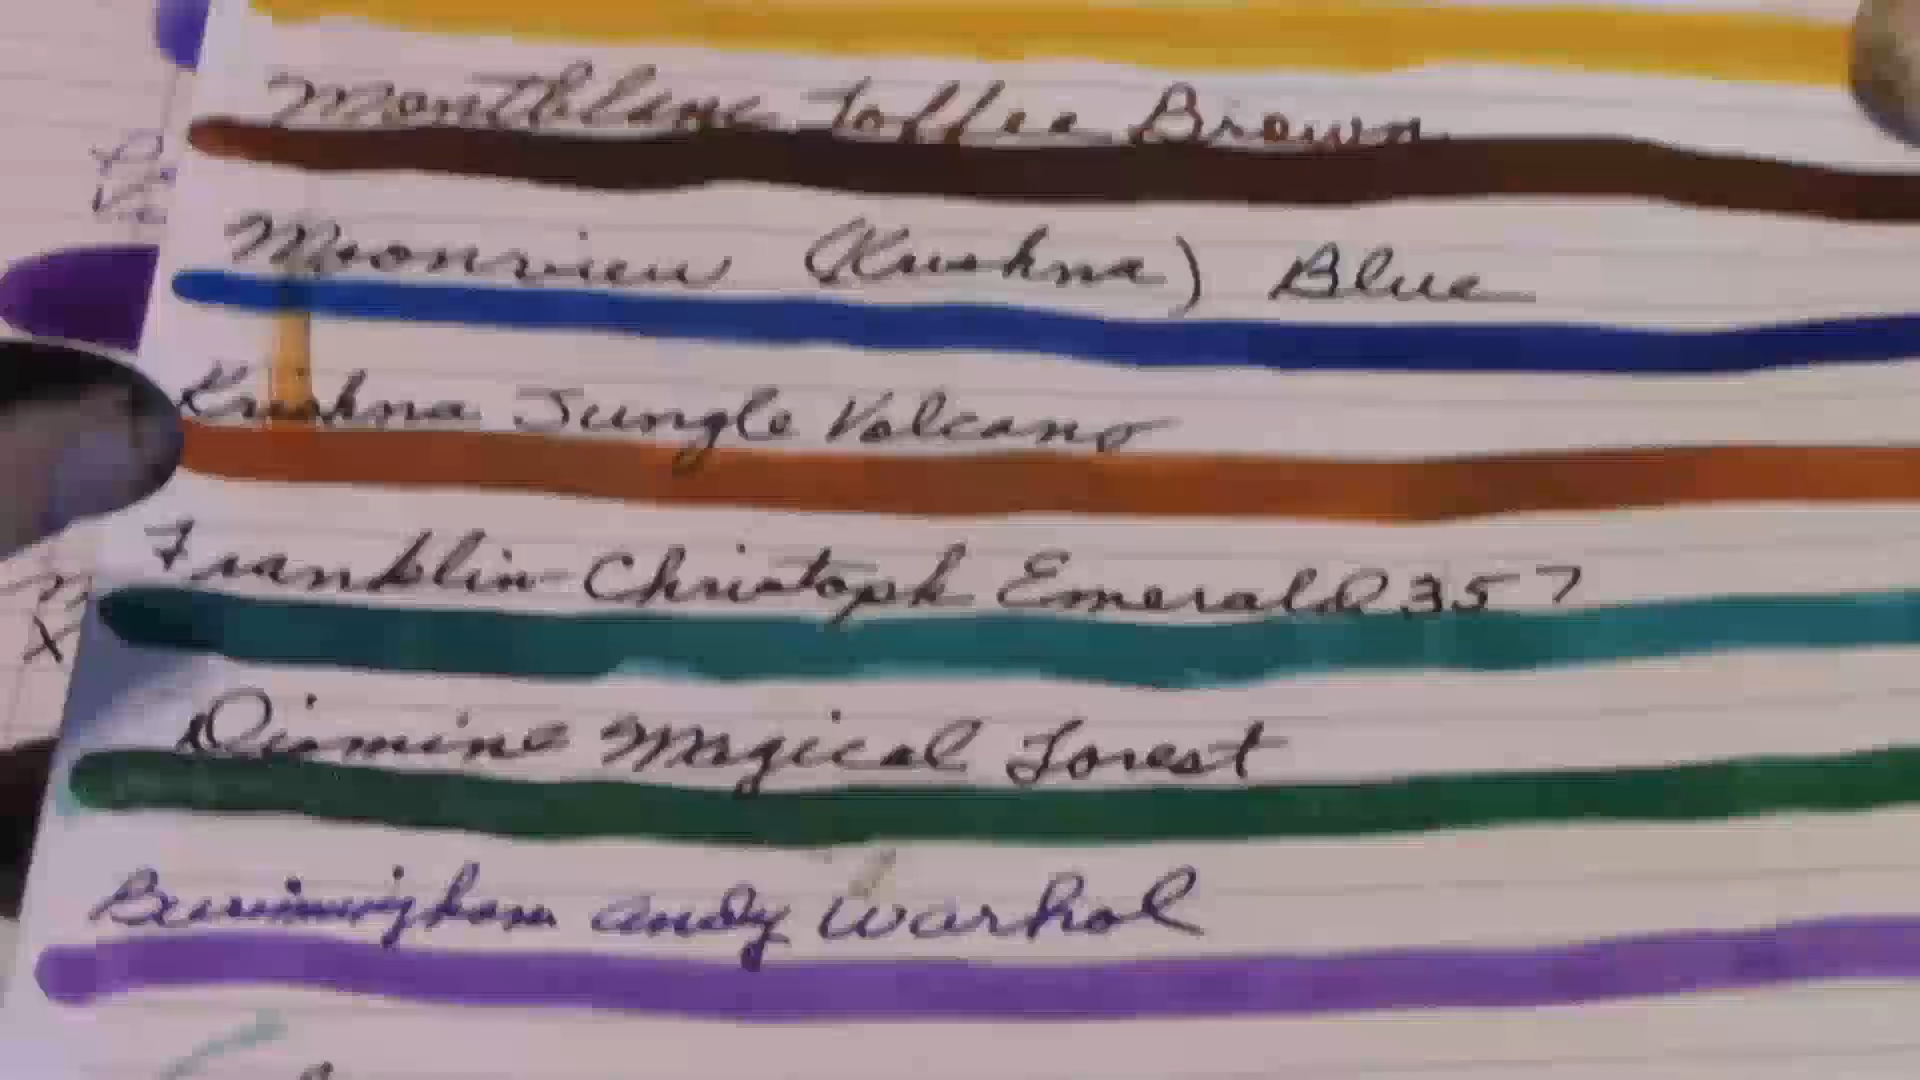 Montblanc Toffee Brown
Moonview (Krishna) Blue
Krishna Jungle Volcano
Franklin-Christoph Emerald 357
Diamine Magical Forest
Birmingham Andy Warhol